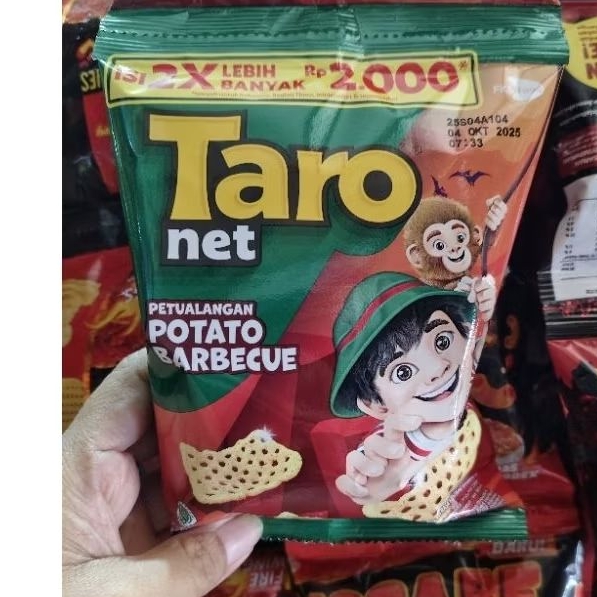 ISI 2X LEBIH BANYAK Rp 2.000*
25S04A104
04 OKT 2025
07:33
Taro
net
PETUALANGAN
POTATO
BARBECUE